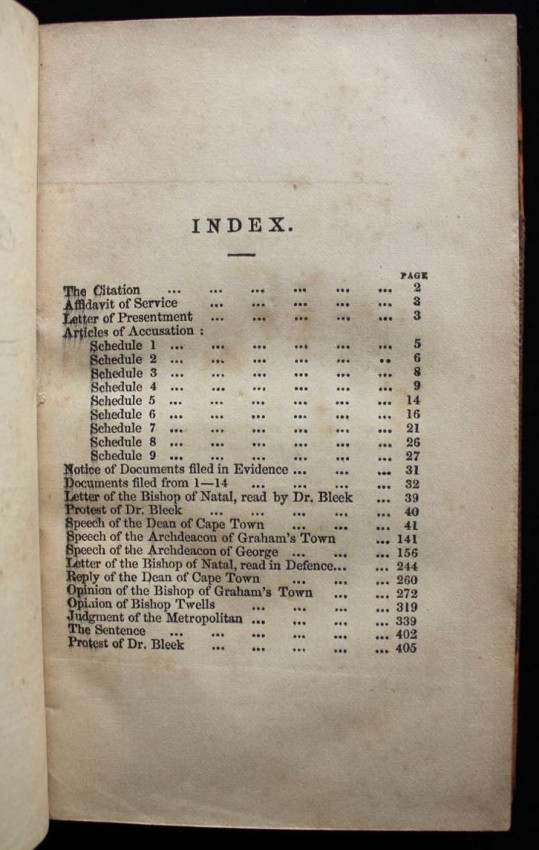 INDEX.
PAGE
The Citation ... ... ... ... ... ... 2
Affidavit of Service ... ... ... ... ... 3
Letter of Presentment ... ... ... ... ... 3
Articles of Accusation :
Schedule 1 ... ... ... ... ... ... 5
Schedule 2 ... ... ... ... ... .. 6
Schedule 3 ... ... ... ... ... ... 8
Schedule 4 ... ... ... ... ... ... 9
Schedule 5 ... ... ... ... ... ... 14
Schedule 6 ... ... ... ... ... ... 16
Schedule 7 ... ... ... ... ... ... 21
Schedule 8 ... ... ... ... ... ... 26
Schedule 9 ... ... ... ... ... ... 27
Notice of Documents filed in Evidence ... ... ... ... 31
Documents filed from 1—14 ... ... ... ... 32
Letter of the Bishop of Natal, read by Dr. Bleek ... 39
Protest of Dr. Bleek ... ... ... ... ... 40
Speech of the Dean of Cape Town ... ... ... 41
Speech of the Archdeacon of Graham's Town ... 141
Speech of the Archdeacon of George ... ... ... 156
Letter of the Bishop of Natal, read in Defence... ... 244
Reply of the Dean of Cape Town ... ... ... 260
Opinion of the Bishop of Graham's Town ... ... 272
Opinion of Bishop Twells ... ... ... ... 319
Judgment of the Metropolitan ... ... ... ... 339
The Sentence ... ... ... ... ... ... 402
Protest of Dr. Bleek ... ... ... ... ... 405